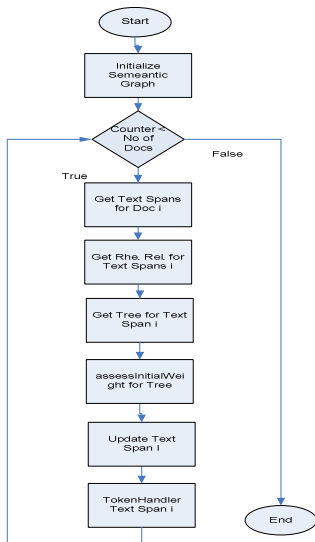 Start
Initialize
Semeantic
Graph
Counter <
No of
Docs
False
True
Get Text Spans
for Doc i
Get Rhe. Rel. for
Text Spans i
Get Tree for Text
Span i
assessInitialWei
ght for Tree
Update Text
Span I
TokenHandler
Text Span i
End